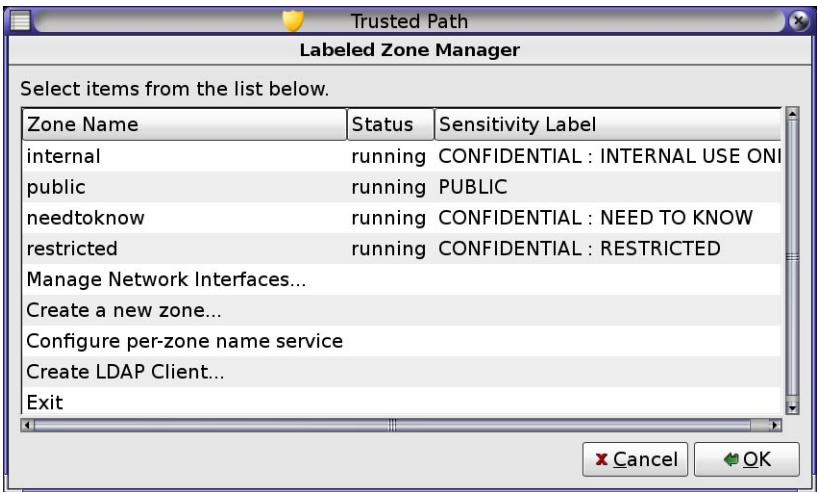 Trusted Path
Labeled Zone Manager
Select items from the list below.
Zone Name Status Sensitivity Label
internal running CONFIDENTIAL : INTERNAL USE
public running PUBLIC
needtoknow running CONFIDENTIAL : NEED TO KNOW
restricted running CONFIDENTIAL : RESTRICTED
Manage Network Interfaces...
Create a new zone...
Configure per-zone name service
Create LDAP Client...
Exit
Cancel OK